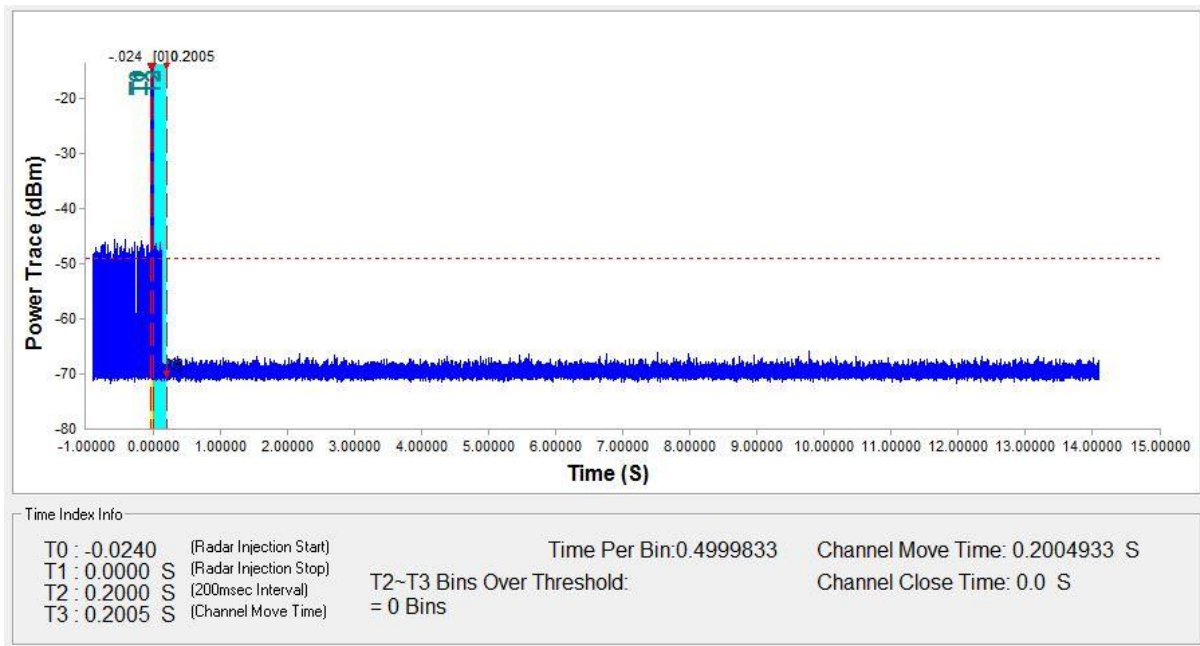 -.024 [0] 0.2005
T0 T2
-20
-30
-40
-50
-60
-70
-80
Power Trace (dBm)
-1.00000 0.00000 1.00000 2.00000 3.00000 4.00000 5.00000 6.00000 7.00000 8.00000 9.00000 10.00000 11.00000 12.00000 13.00000 14.00000 15.00000
Time (S)
Time Index Info
T0 : -0.0240 (Radar Injection Start)
T1 : 0.0000 S (Radar Injection Stop)
T2 : 0.2000 S (200msec Interval)
T3 : 0.2005 S (Channel Move Time)
Time Per Bin:0.4999833
T2~T3 Bins Over Threshold:
= 0 Bins
Channel Move Time: 0.2004933 S
Channel Close Time: 0.0 S